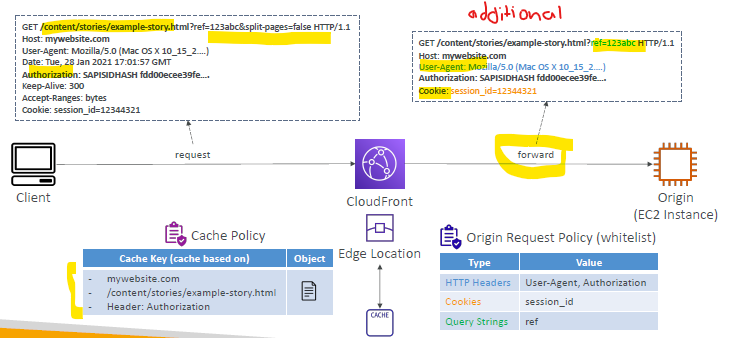 additional
GET /content/stories/example-story.html?ref=123abc&split-pages=false HTTP/1.1
Host: mywebsite.com
User-Agent: Mozilla/5.0 (Mac OS X 10_15_2....)
Date: Tue, 28 Jan 2021 17:01:57 GMT
Authorization: SAPISIDHASH fdd00ecee39fe....
Keep-Alive: 300
Accept-Ranges: bytes
Cookie: session_id=12344321
GET /content/stories/example-story.html?ref=123abc HTTP/1.1
Host: mywebsite.com
User-Agent: Mozilla/5.0 (Mac OS X 10_15_2....)
Authorization: SAPISIDHASH fdd00ecee39fe....
Cookie: session_id=12344321
request
forward
Client
CloudFront
Origin
(EC2 Instance)
Cache Policy
Cache Key (cache based on) Object
- mywebsite.com
- /content/stories/example-story.html
- Header: Authorization
Edge Location
CACHE
Origin Request Policy (whitelist)
Type Value
HTTP Headers User-Agent, Authorization
Cookies session_id
Query Strings ref